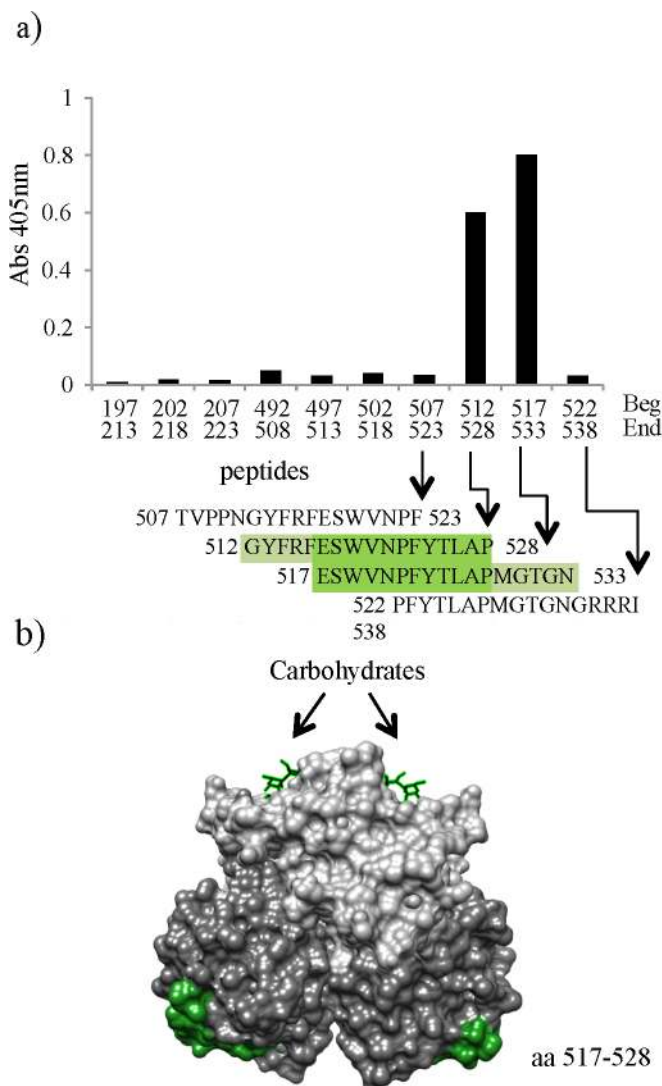 a)
Abs 405nm
1
0.8
0.6
0.4
0.2
0
197 202 207 492 497 502 507 512 517 522 Beg
213 218 223 508 513 518 523 528 533 538 End
peptides
507 TVPPNGYFRFESWVNPF 523
512 GYFRFESWVNPFYTLAP 528
517 ESWVNPFYTLAPMGTGN 533
522 PFYTLAPMGTGNGRRRI
538
b)
Carbohydrates
aa 517-528